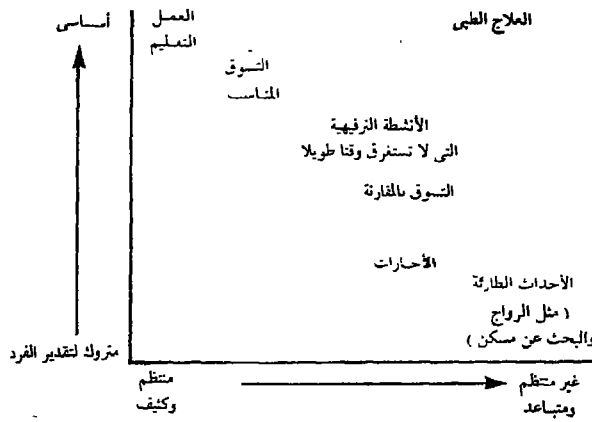 أساسى
العمل
التعليم
العلاج الطبى
التسوق
المناسب
الأنشطة الترفيهية
التى لا تستغرق وقتا طويلا
التسوق بالمقارنة
الأجازات
الأحداث الطارئة
( مثل الزواج
والبحث عن مسكن )
متروك لتقدير الفرد
منتظم
وكثيف
غير منتظم
ومتباعد